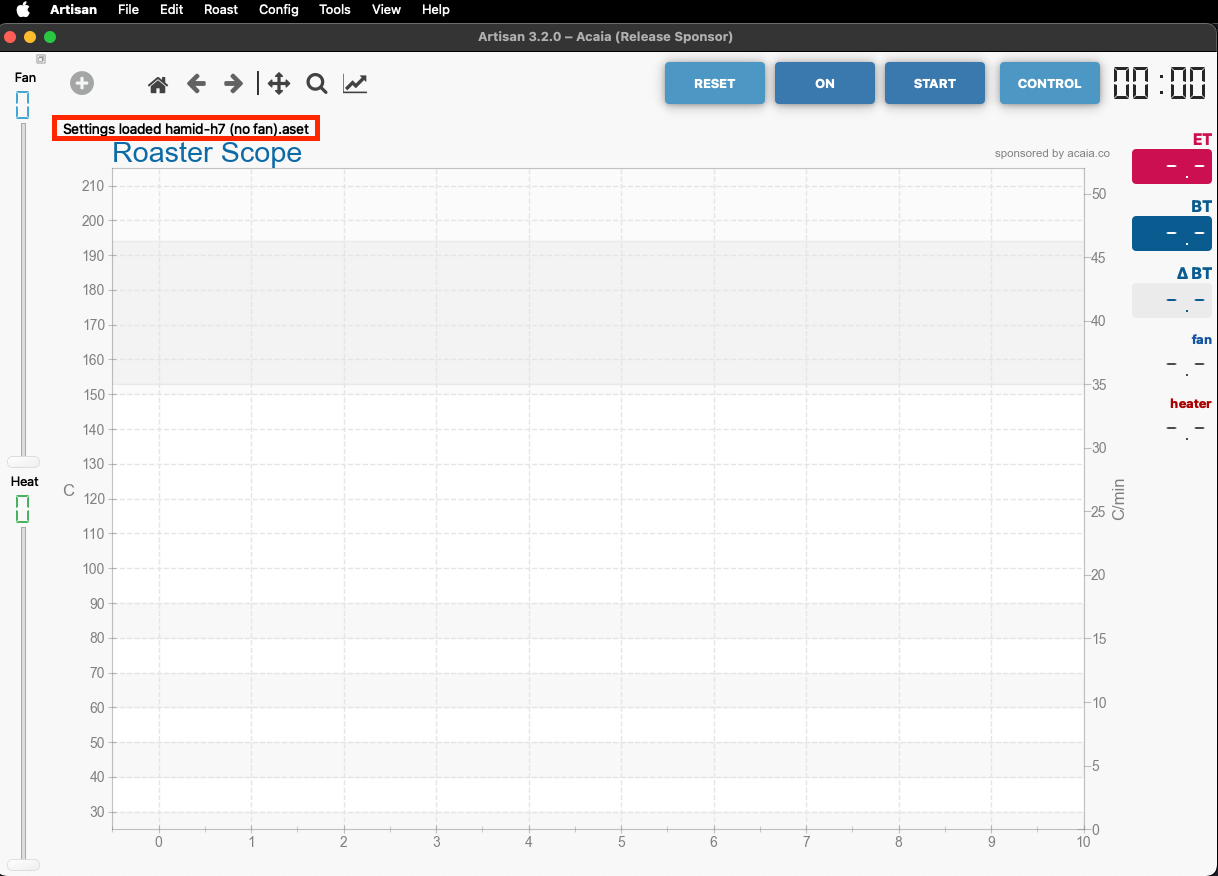 Artisan File Edit Roast Config Tools View Help
Artisan 3.2.0 – Acaia (Release Sponsor)
Fan
0
RESET ON START CONTROL 00:00
Settings loaded hamid-h7 (no fan).aset
Roaster Scope
sponsored by acaia.co
ET
-.-
BT
-.-
Δ BT
-.-
fan
-.-
heater
-.-
Heat
0
C
210
200
190
180
170
160
150
140
130
120
110
100
90
80
70
60
50
40
30
50
45
40
35
30
25
20
15
10
5
0
C/min
0 1 2 3 4 5 6 7 8 9 10